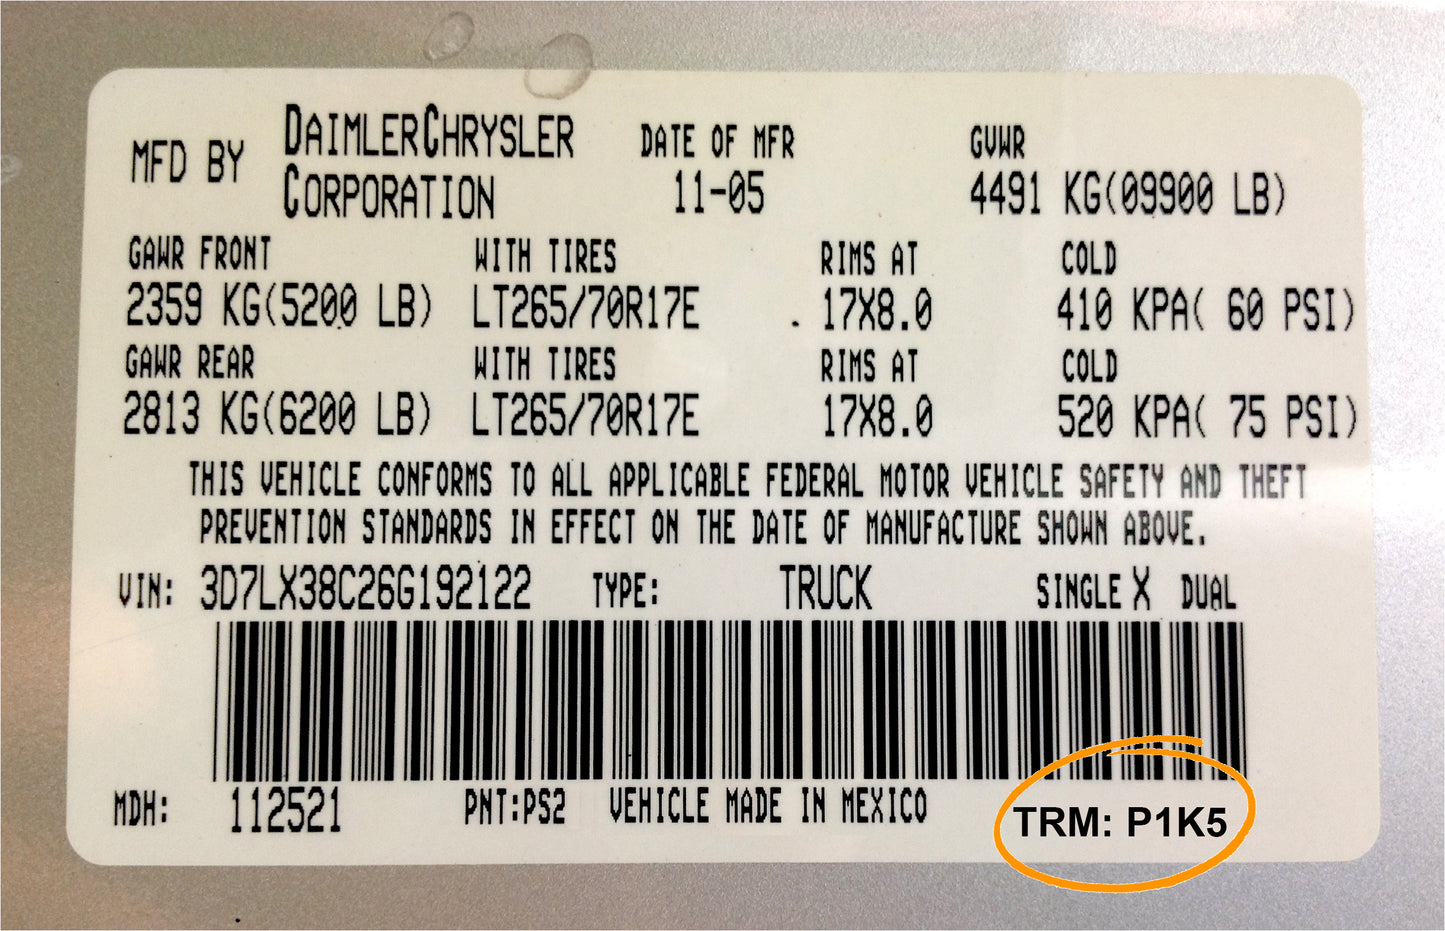 MFD BY DAIMLERCHRYSLER CORPORATION DATE OF MFR 11-05 GVWR 4491 KG(09900 LB)
GAWR FRONT WITH TIRES RIMS AT COLD
2359 KG(5200 LB) LT265/70R17E 17X8.0 410 KPA( 60 PSI)
GAWR REAR WITH TIRES RIMS AT COLD
2813 KG(6200 LB) LT265/70R17E 17X8.0 520 KPA( 75 PSI)
THIS VEHICLE CONFORMS TO ALL APPLICABLE FEDERAL MOTOR VEHICLE SAFETY AND THEFT
PREVENTION STANDARDS IN EFFECT ON THE DATE OF MANUFACTURE SHOWN ABOVE.
VIN: 3D7LX38C26G192122 TYPE: TRUCK SINGLE X DUAL
MDH: 112521 PNT:PS2 VEHICLE MADE IN MEXICO TRM: P1K5